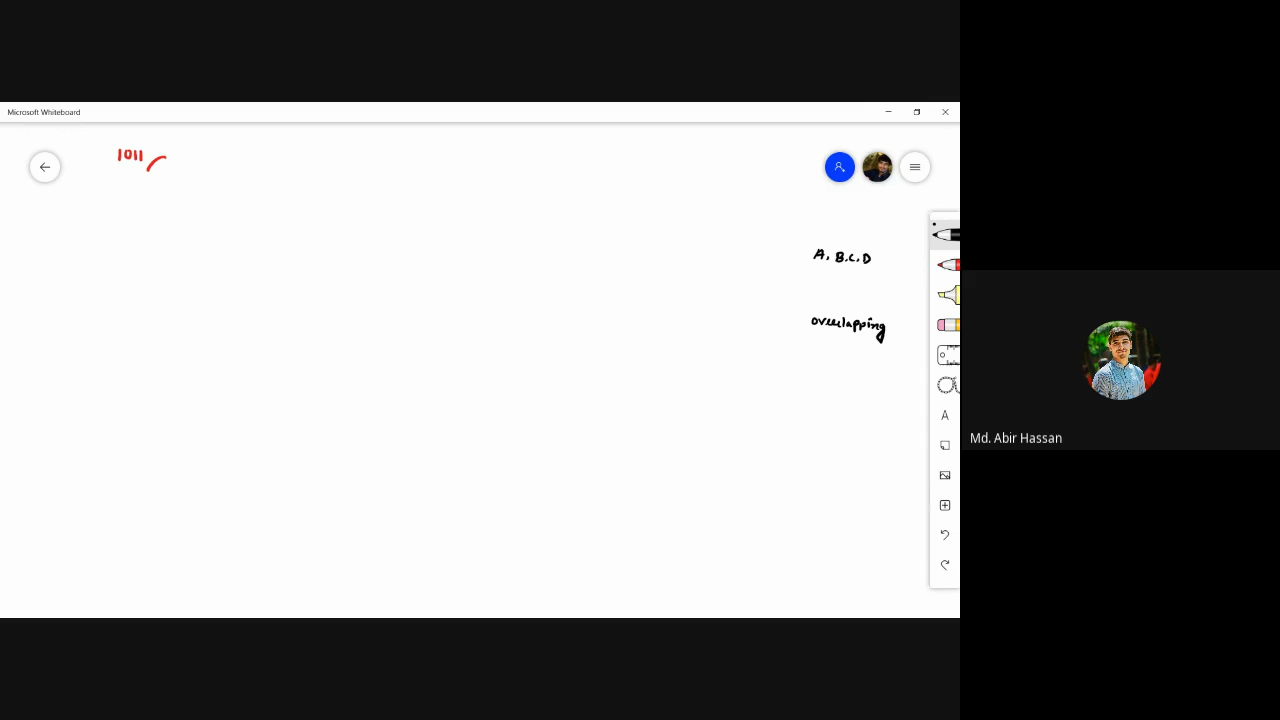 Microsoft Whiteboard
1011
A. B.C. D
overlapping
A
Md. Abir Hassan